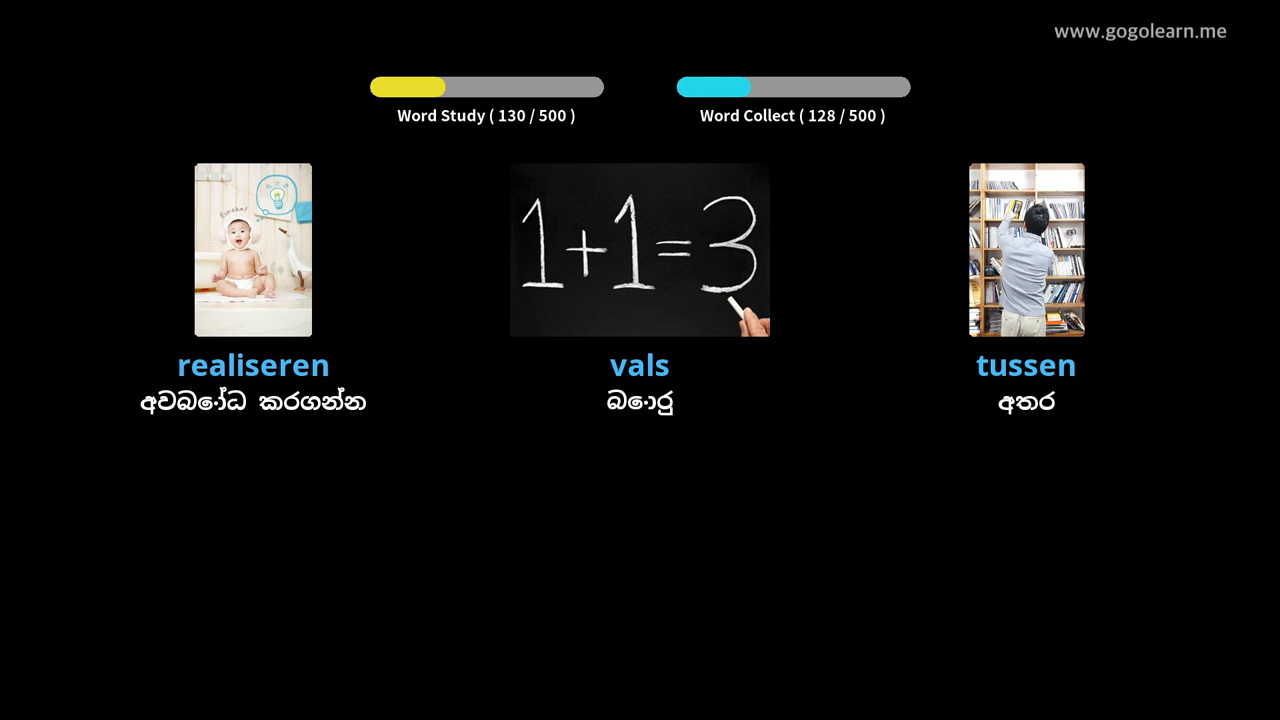 www.gogolearn.me
Word Study ( 130 / 500 )
Word Collect ( 128 / 500 )
Eureka!
1+1=3
realiseren
vals
tussen
අවබෝධ කරගන්න
බොරු
අතර